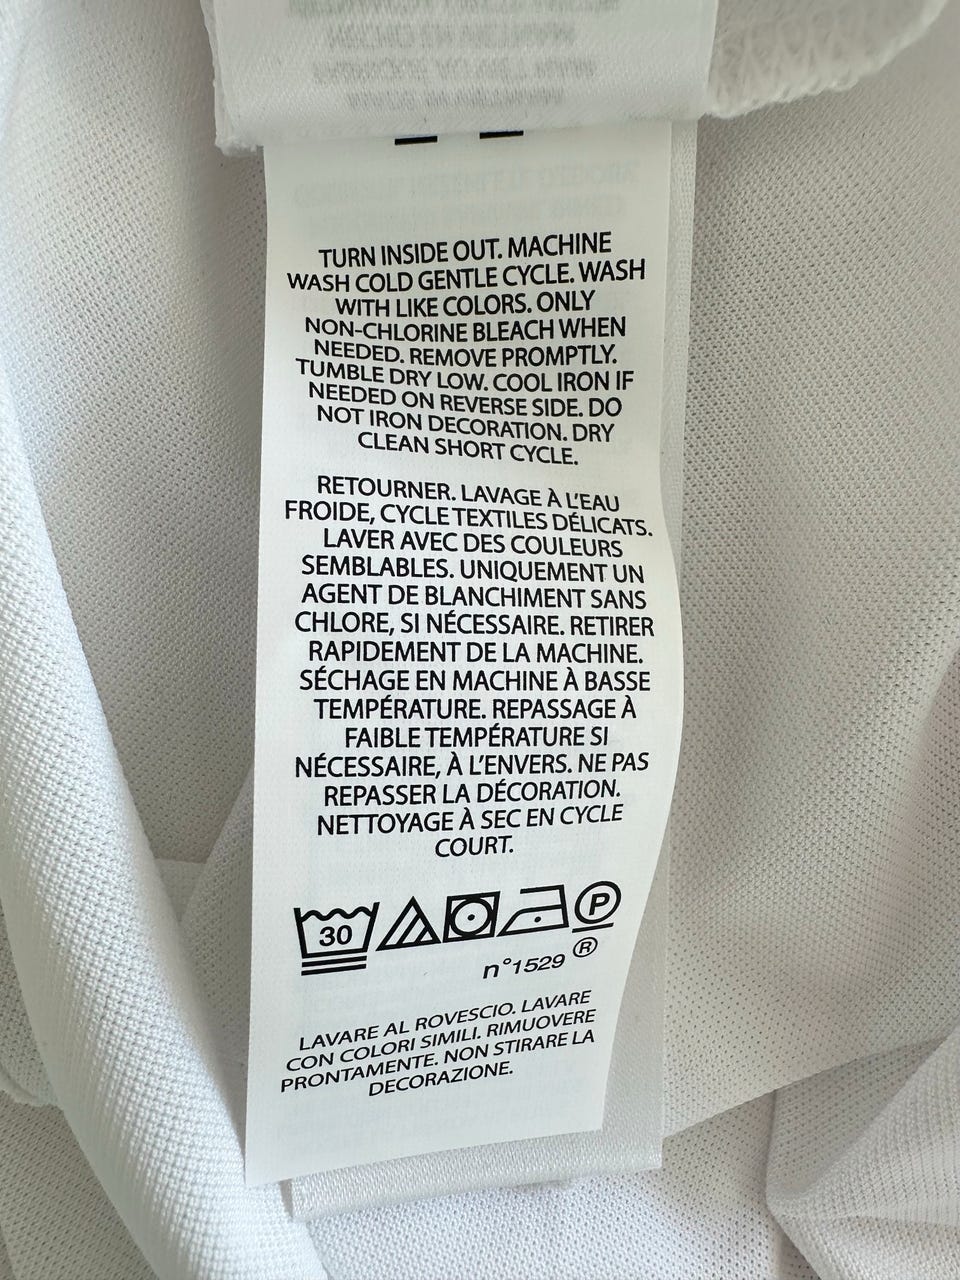 TURN INSIDE OUT. MACHINE
WASH COLD GENTLE CYCLE. WASH
WITH LIKE COLORS. ONLY
NON-CHLORINE BLEACH WHEN
NEEDED. REMOVE PROMPTLY.
TUMBLE DRY LOW. COOL IRON IF
NEEDED ON REVERSE SIDE. DO
NOT IRON DECORATION. DRY
CLEAN SHORT CYCLE.
RETOURNER. LAVAGE À L'EAU
FROIDE, CYCLE TEXTILES DÉLICATS.
LAVER AVEC DES COULEURS
SEMBLABLES. UNIQUEMENT UN
AGENT DE BLANCHIMENT SANS
CHLORE, SI NÉCESSAIRE. RETIRER
RAPIDEMENT DE LA MACHINE.
SÉCHAGE EN MACHINE À BASSE
TEMPÉRATURE. REPASSAGE À
FAIBLE TEMPÉRATURE SI
NÉCESSAIRE, À L'ENVERS. NE PAS
REPASSER LA DÉCORATION.
NETTOYAGE À SEC EN CYCLE
COURT.
30 P
n°1529 ®
LAVARE AL ROVESCIO. LAVARE
CON COLORI SIMILI. RIMUOVERE
PRONTAMENTE. NON STIRARE LA
DECORAZIONE.